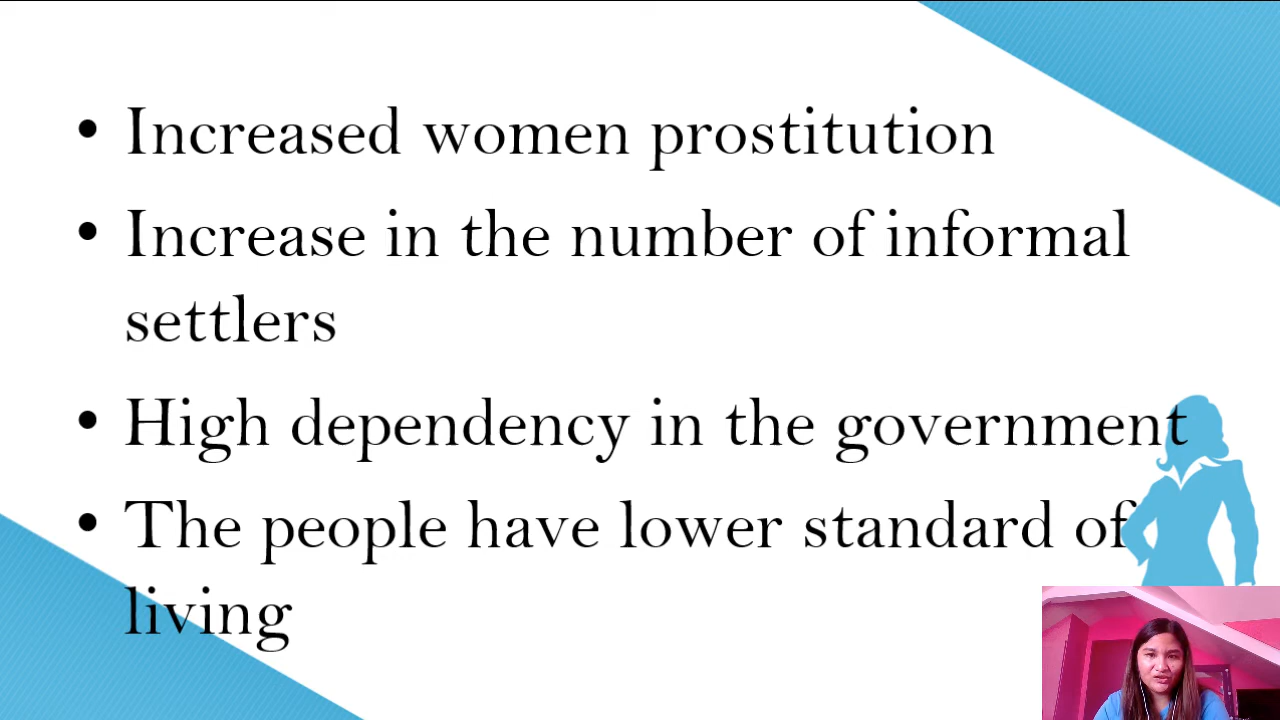 • Increased women prostitution
• Increase in the number of informal
settlers
• High dependency in the government
• The people have lower standard of
living